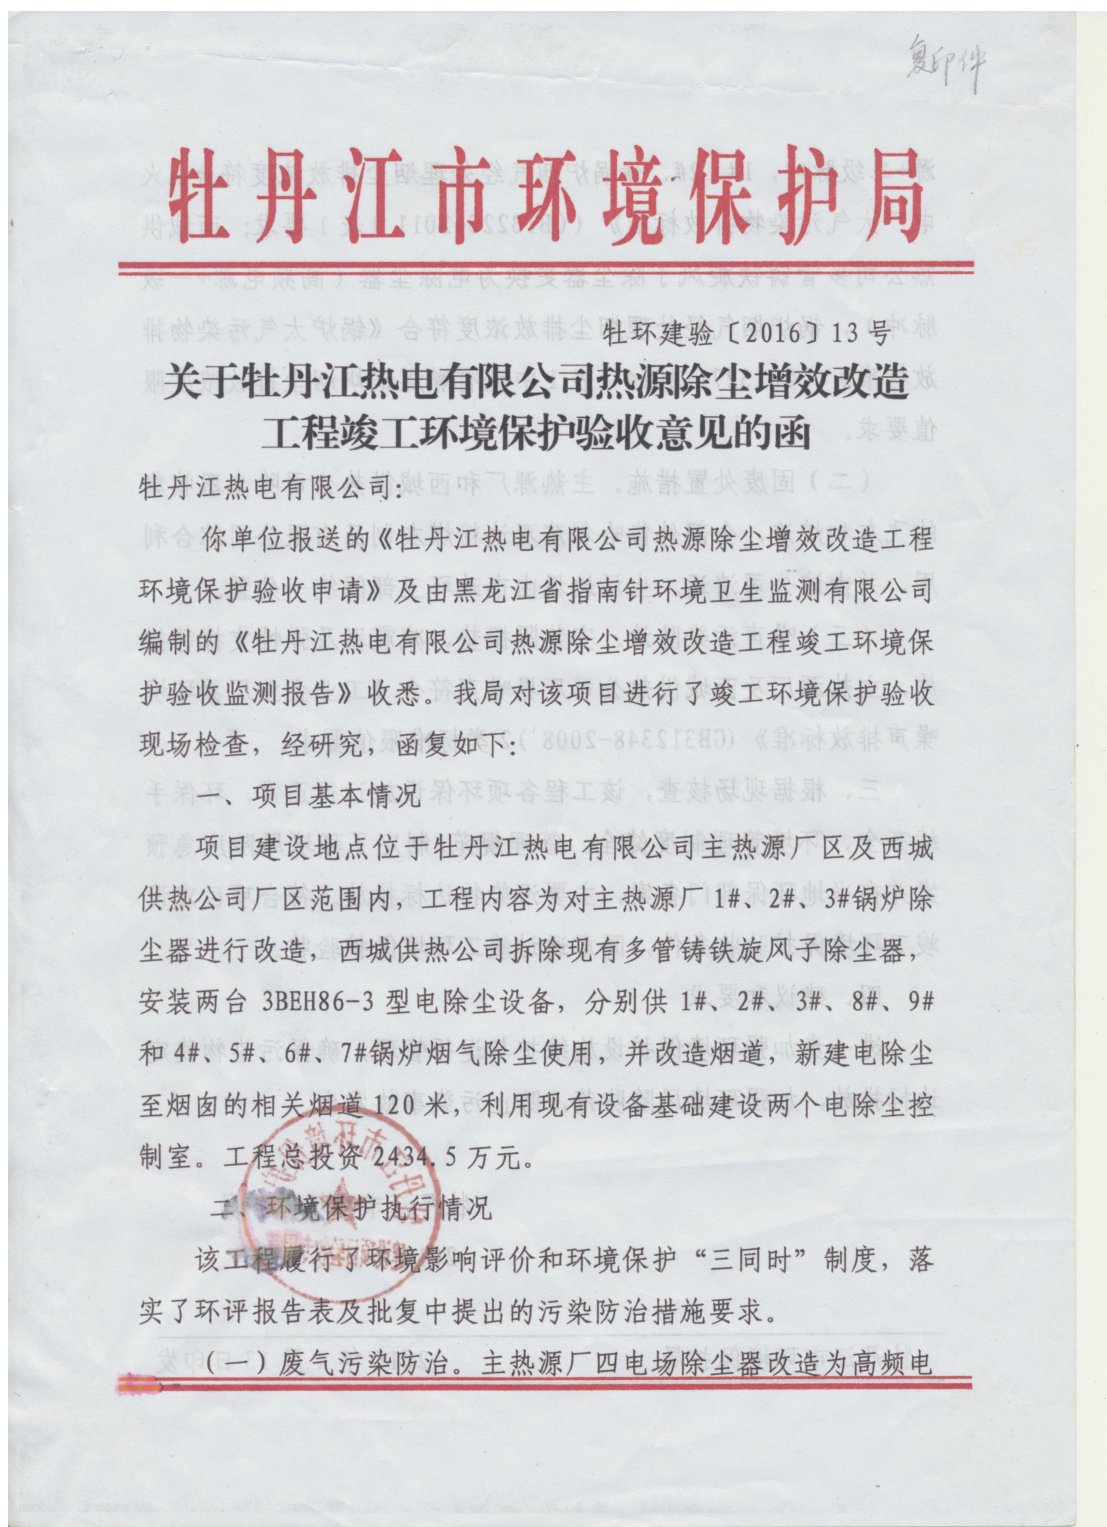 复印件
牡丹江市环境保护局
牡环建验〔2016〕13号
关于牡丹江热电有限公司热源除尘增效改造
工程竣工环境保护验收意见的函
牡丹江热电有限公司：
你单位报送的《牡丹江热电有限公司热源除尘增效改造工程
环境保护验收申请》及由黑龙江省指南针环境卫生监测有限公司
编制的《牡丹江热电有限公司热源除尘增效改造工程竣工环境保
护验收监测报告》收悉。我局对该项目进行了竣工环境保护验收
现场检查，经研究，函复如下：
一、项目基本情况
项目建设地点位于牡丹江热电有限公司主热源厂区及西城
供热公司厂区范围内，工程内容为对主热源厂1#、2#、3#锅炉除
尘器进行改造，西城供热公司拆除现有多管铸铁旋风子除尘器，
安装两台 3BEH86-3 型电除尘设备，分别供 1#、2#、3#、8#、9#
和 4#、5#、6#、7#锅炉烟气除尘使用，并改造烟道，新建电除尘
至烟囱的相关烟道 120 米，利用现有设备基础建设两个电除尘控
制室。工程总投资 2434.5 万元。
二、环境保护执行情况
该工程履行了环境影响评价和环境保护“三同时”制度，落
实了环评报告表及批复中提出的污染防治措施要求。
（一）废气污染防治。主热源厂四电场除尘器改造为高频电